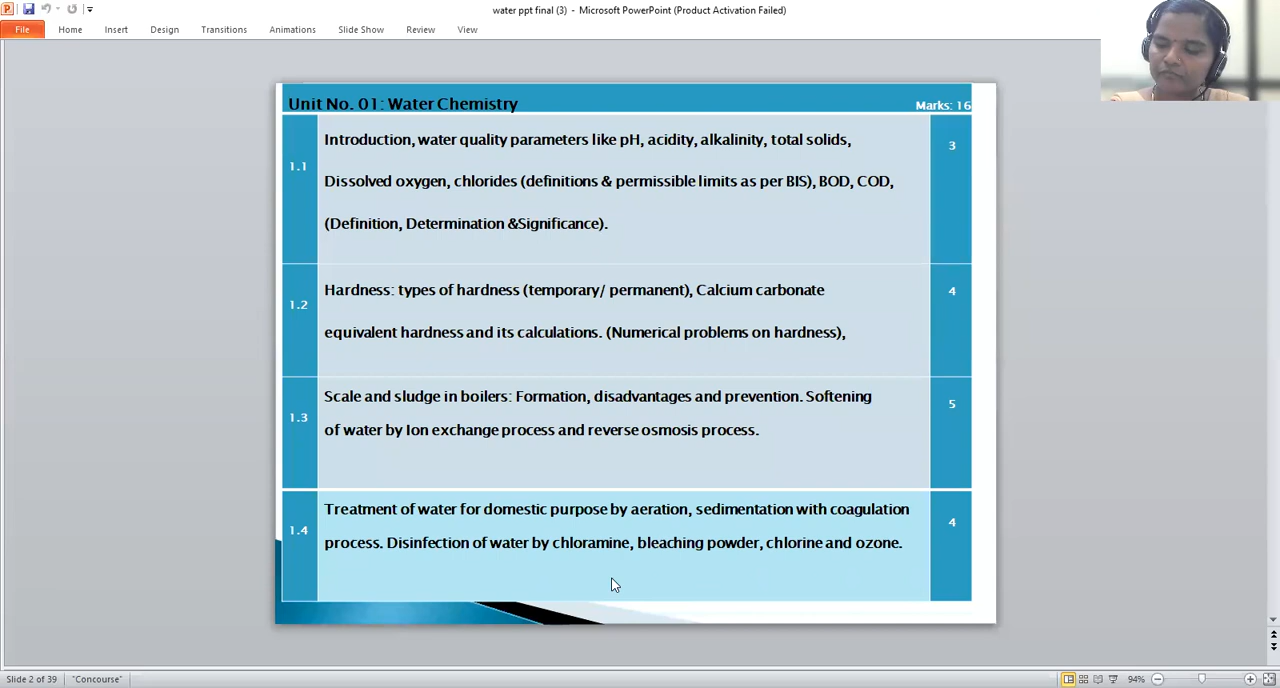 water ppt final (3) - Microsoft PowerPoint (Product Activation Failed)
File Home Insert Design Transitions Animations Slide Show Review View
Unit No. 01: Water Chemistry Marks: 16
1.1 Introduction, water quality parameters like pH, acidity, alkalinity, total solids, 3
Dissolved oxygen, chlorides (definitions & permissible limits as per BIS), BOD, COD,
(Definition, Determination &Significance).
1.2 Hardness: types of hardness (temporary/ permanent), Calcium carbonate 4
equivalent hardness and its calculations. (Numerical problems on hardness),
1.3 Scale and sludge in boilers: Formation, disadvantages and prevention. Softening 5
of water by Ion exchange process and reverse osmosis process.
1.4 Treatment of water for domestic purpose by aeration, sedimentation with coagulation 4
process. Disinfection of water by chloramine, bleaching powder, chlorine and ozone.
Slide 2 of 39 "Concourse" 94%